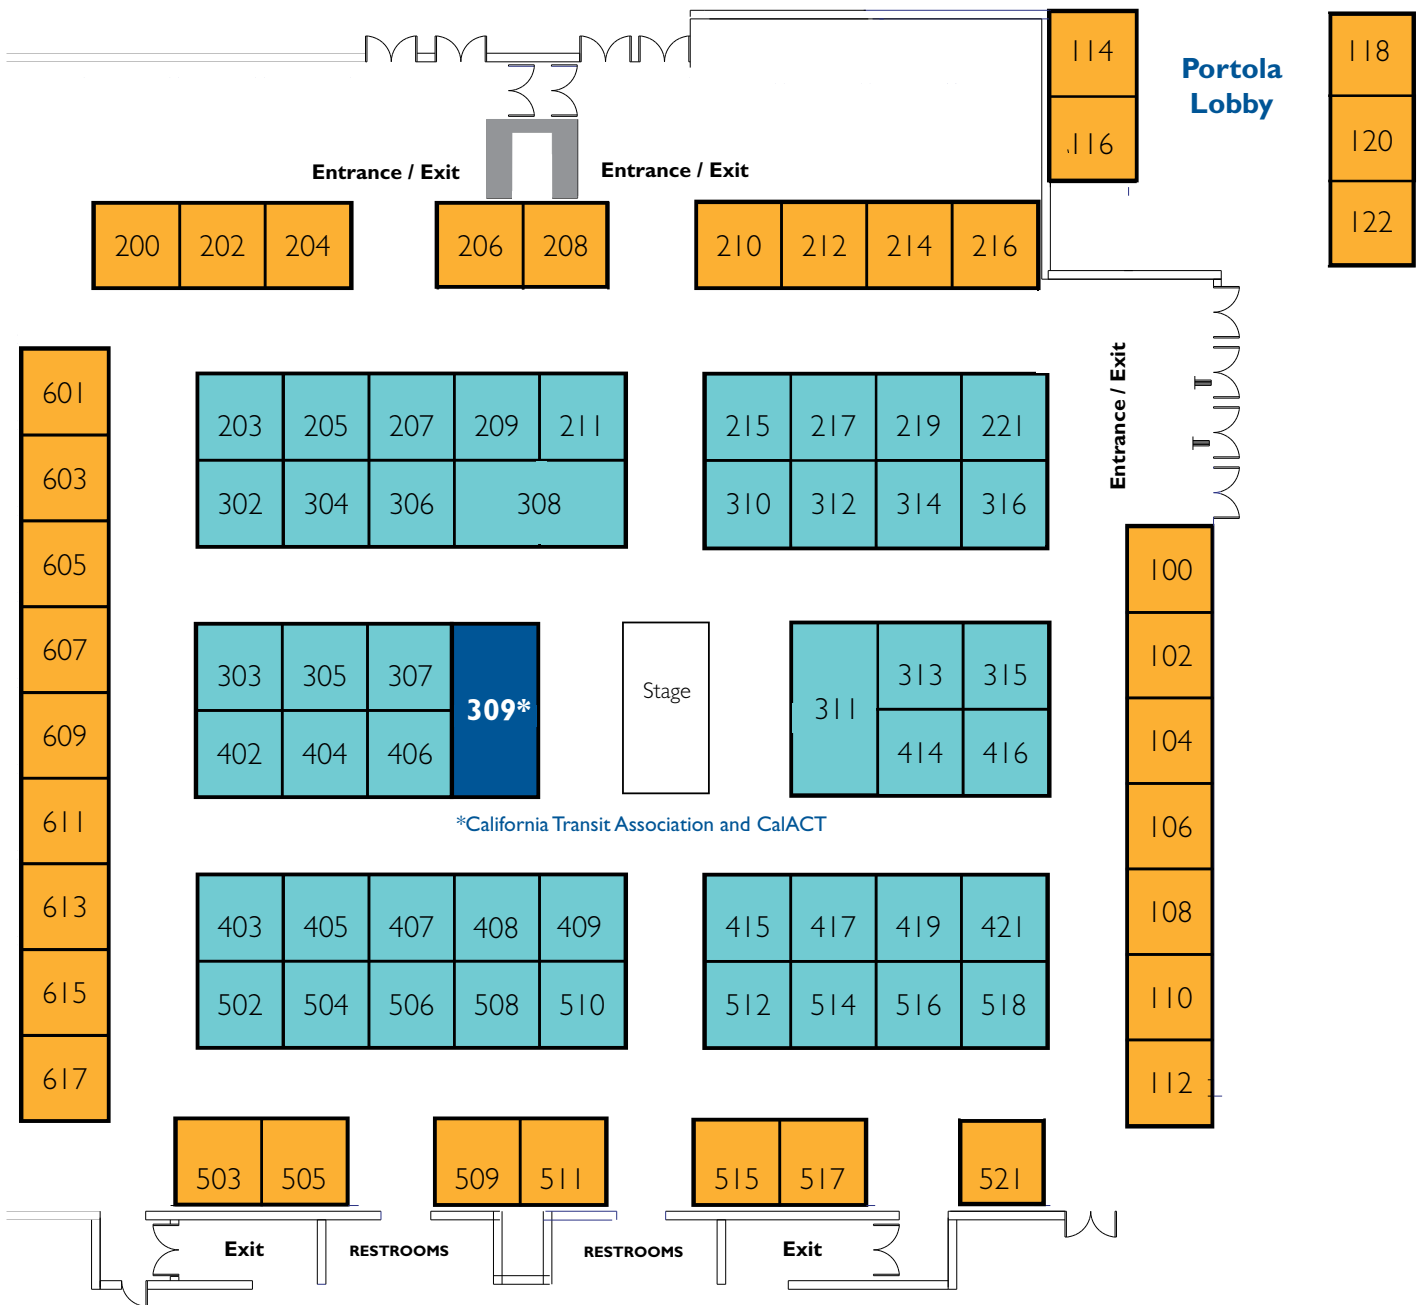 114
Portola
Lobby
118
116
120
122
Entrance / Exit
Entrance / Exit
200 202 204 206 208 210 212 214 216
Entrance / Exit
601
603
605
607
609
611
613
615
617
203 205 207 209 211
302 304 306 308
215 217 219 221
310 312 314 316
303 305 307
309*
402 404 406
Stage
311
313 315
414 416
*California Transit Association and CalACT
403 405 407 408 409
502 504 506 508 510
415 417 419 421
512 514 516 518
100
102
104
106
108
110
112
503 505 509 511 515 517 521
Exit
RESTROOMS
RESTROOMS
Exit